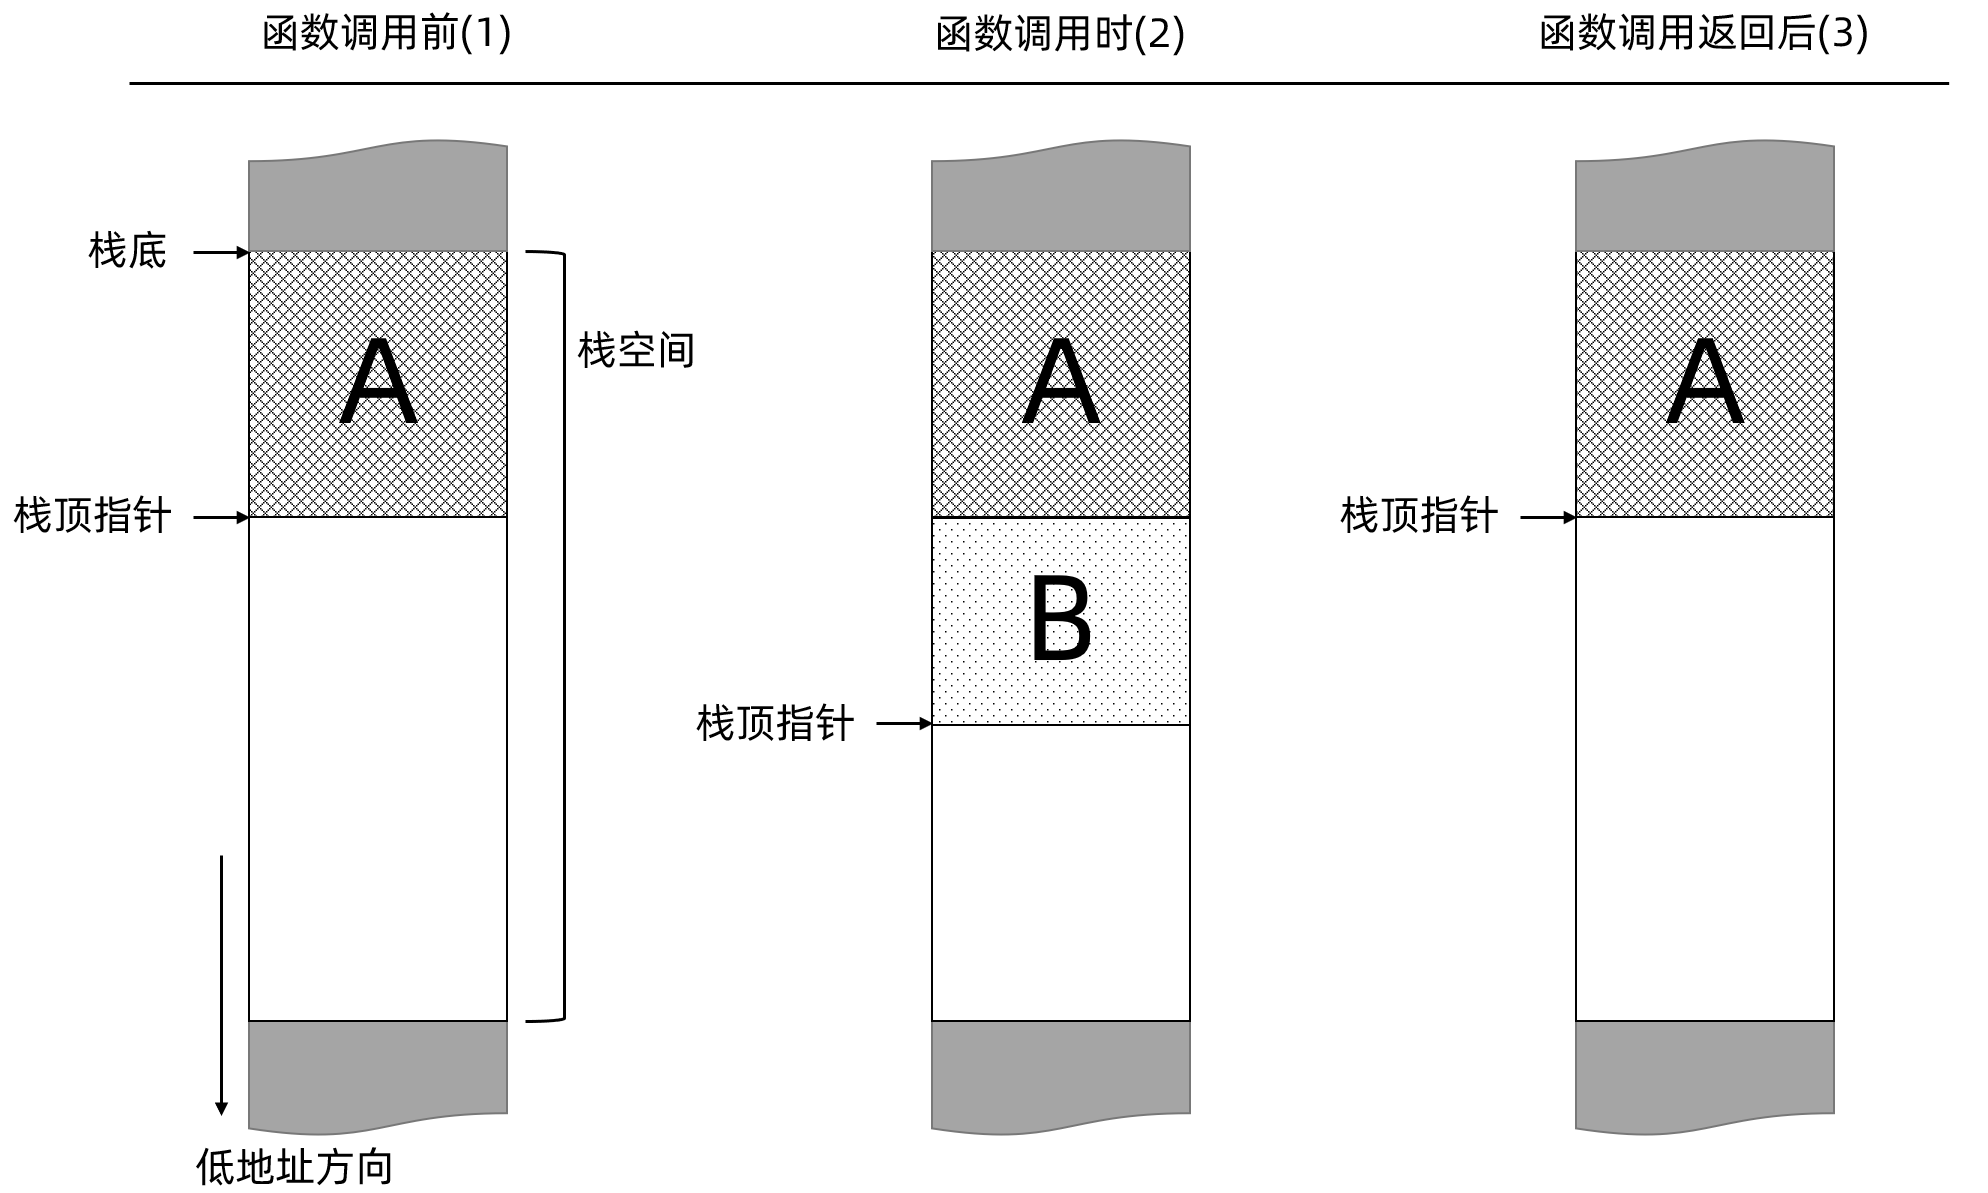 函数调用前(1)
函数调用时(2)
函数调用返回后(3)
栈底
A
栈空间
A
A
栈顶指针
栈顶指针
B
栈顶指针
低地址方向